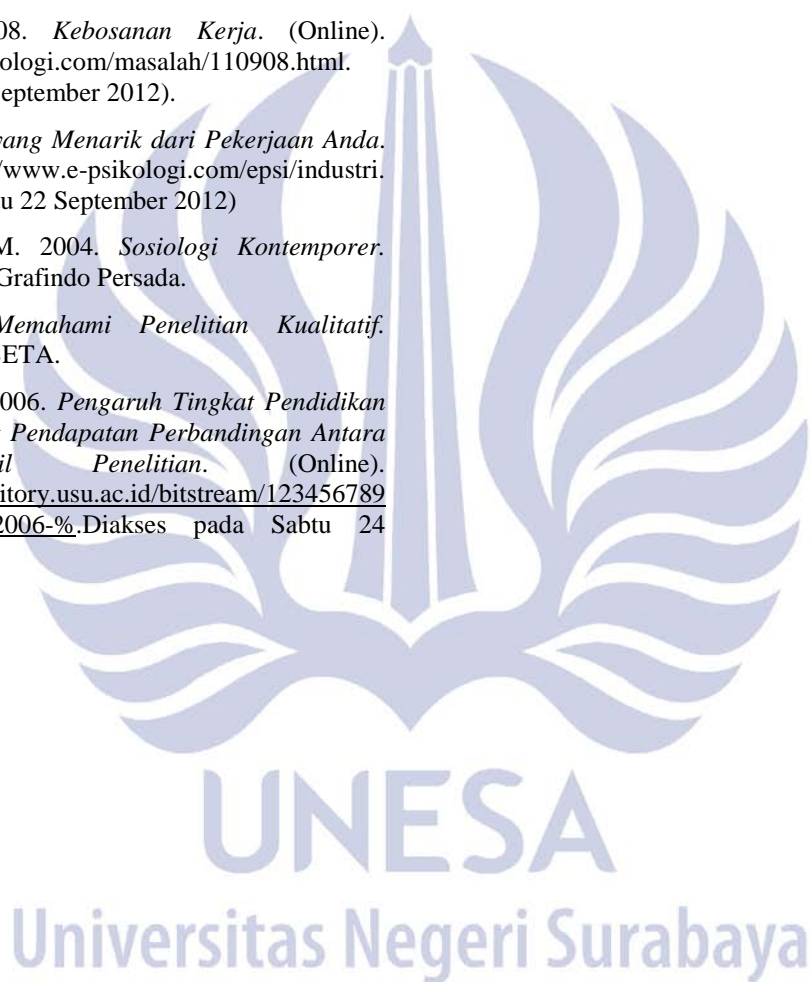 08. Kebosanan Kerja. (Online).
ologi.com/masalah/110908.html.
eptember 2012).
yang Menarik dari Pekerjaan Anda.
/www.e-psikologi.com/epsi/industri.
u 22 September 2012)
M. 2004. Sosiologi Kontemporer.
Grafindo Persada.
Memahami Penelitian Kualitatif.
ETA.
006. Pengaruh Tingkat Pendidikan
Pendapatan Perbandingan Antara
il Penelitian. (Online).
itory.usu.ac.id/bitstream/123456789
2006-%.Diakses pada Sabtu 24
UNESA
Universitas Negeri Surabaya